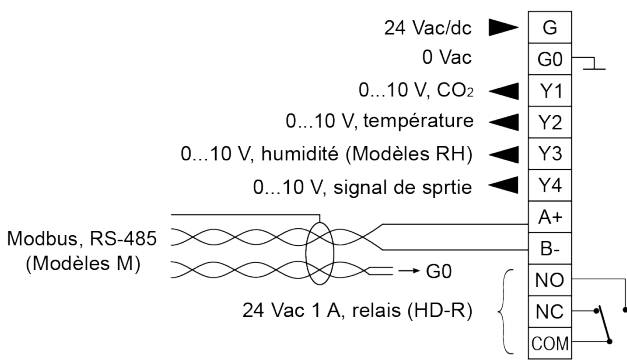 24 Vac/dc G
0 Vac G0
0...10 V, CO₂ Y1
0...10 V, température Y2
0...10 V, humidité (Modèles RH) Y3
0...10 V, signal de sprtie Y4
A+
Modbus, RS-485
(Modèles M)
B-
G0
NO
24 Vac 1 A, relais (HD-R) NC
COM